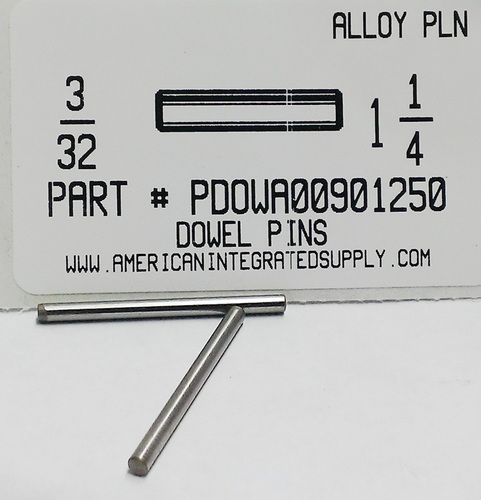 ALLOY PLN
3/32
1 1/4
PART # PDOWA00901250
DOWEL PINS
WWW.AMERICANINTEGRATEDSUPPLY.COM